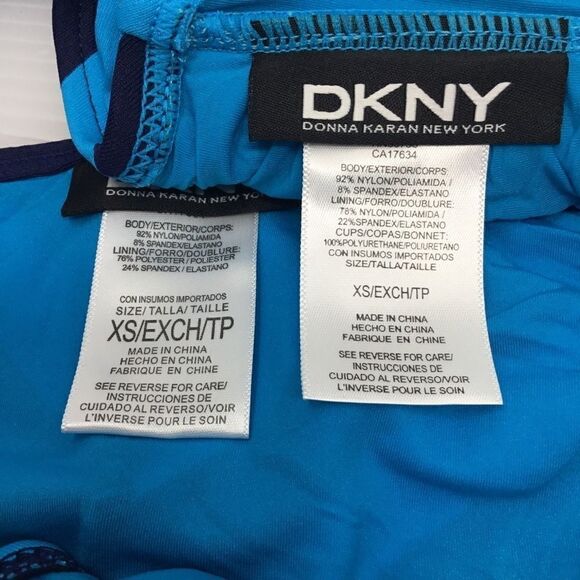 DKNY
DONNA KARAN NEW YORK
CA17634
BODY/EXTERIOR/CORPS:
92% NYLON/POLIAMIDA /
8% SPANDEX/ELASTANO
LINING/FORRO/DOUBLURE:
78% NYLON/POLIAMIDA /
22%SPANDEX/ELASTANO
CUPS/COPAS/BONNET;
100%POLYURETHANE/POLIURETANO
CON INSUMOS IMPORTADOS
SIZE/TALLA/TAILLE
XS/EXCH/TP
MADE IN CHINA
HECHO EN CHINA
FABRIQUE EN CHINE
SEE REVERSE FOR CARE/
INSTRUCCIONES DE
CUIDADO AL REVERSO/VOIR
L'INVERSE POUR LE SOIN
DKNY
DONNA KARAN NEW YO
BODY/EXTERIOR/CORPS:
92% NYLON/POLIAMIDA
8% SPANDEX/ELASTANO
LINING/FORRO/DOUBLURE:
76% POLYESTER / POLIESTER
24% SPANDEX / ELASTANO
CON INSUMOS IMPORTADOS
SIZE/ TALLA/ TAILLE
XS/EXCH/TP
MADE IN CHINA
HECHO EN CHINA
FABRIQUE EN CHINE
SEE REVERSE FOR CARE/
INSTRUCCIONES DE
CUIDADO AL REVERSO/VOIR
L'INVERSE POUR LE SOIN